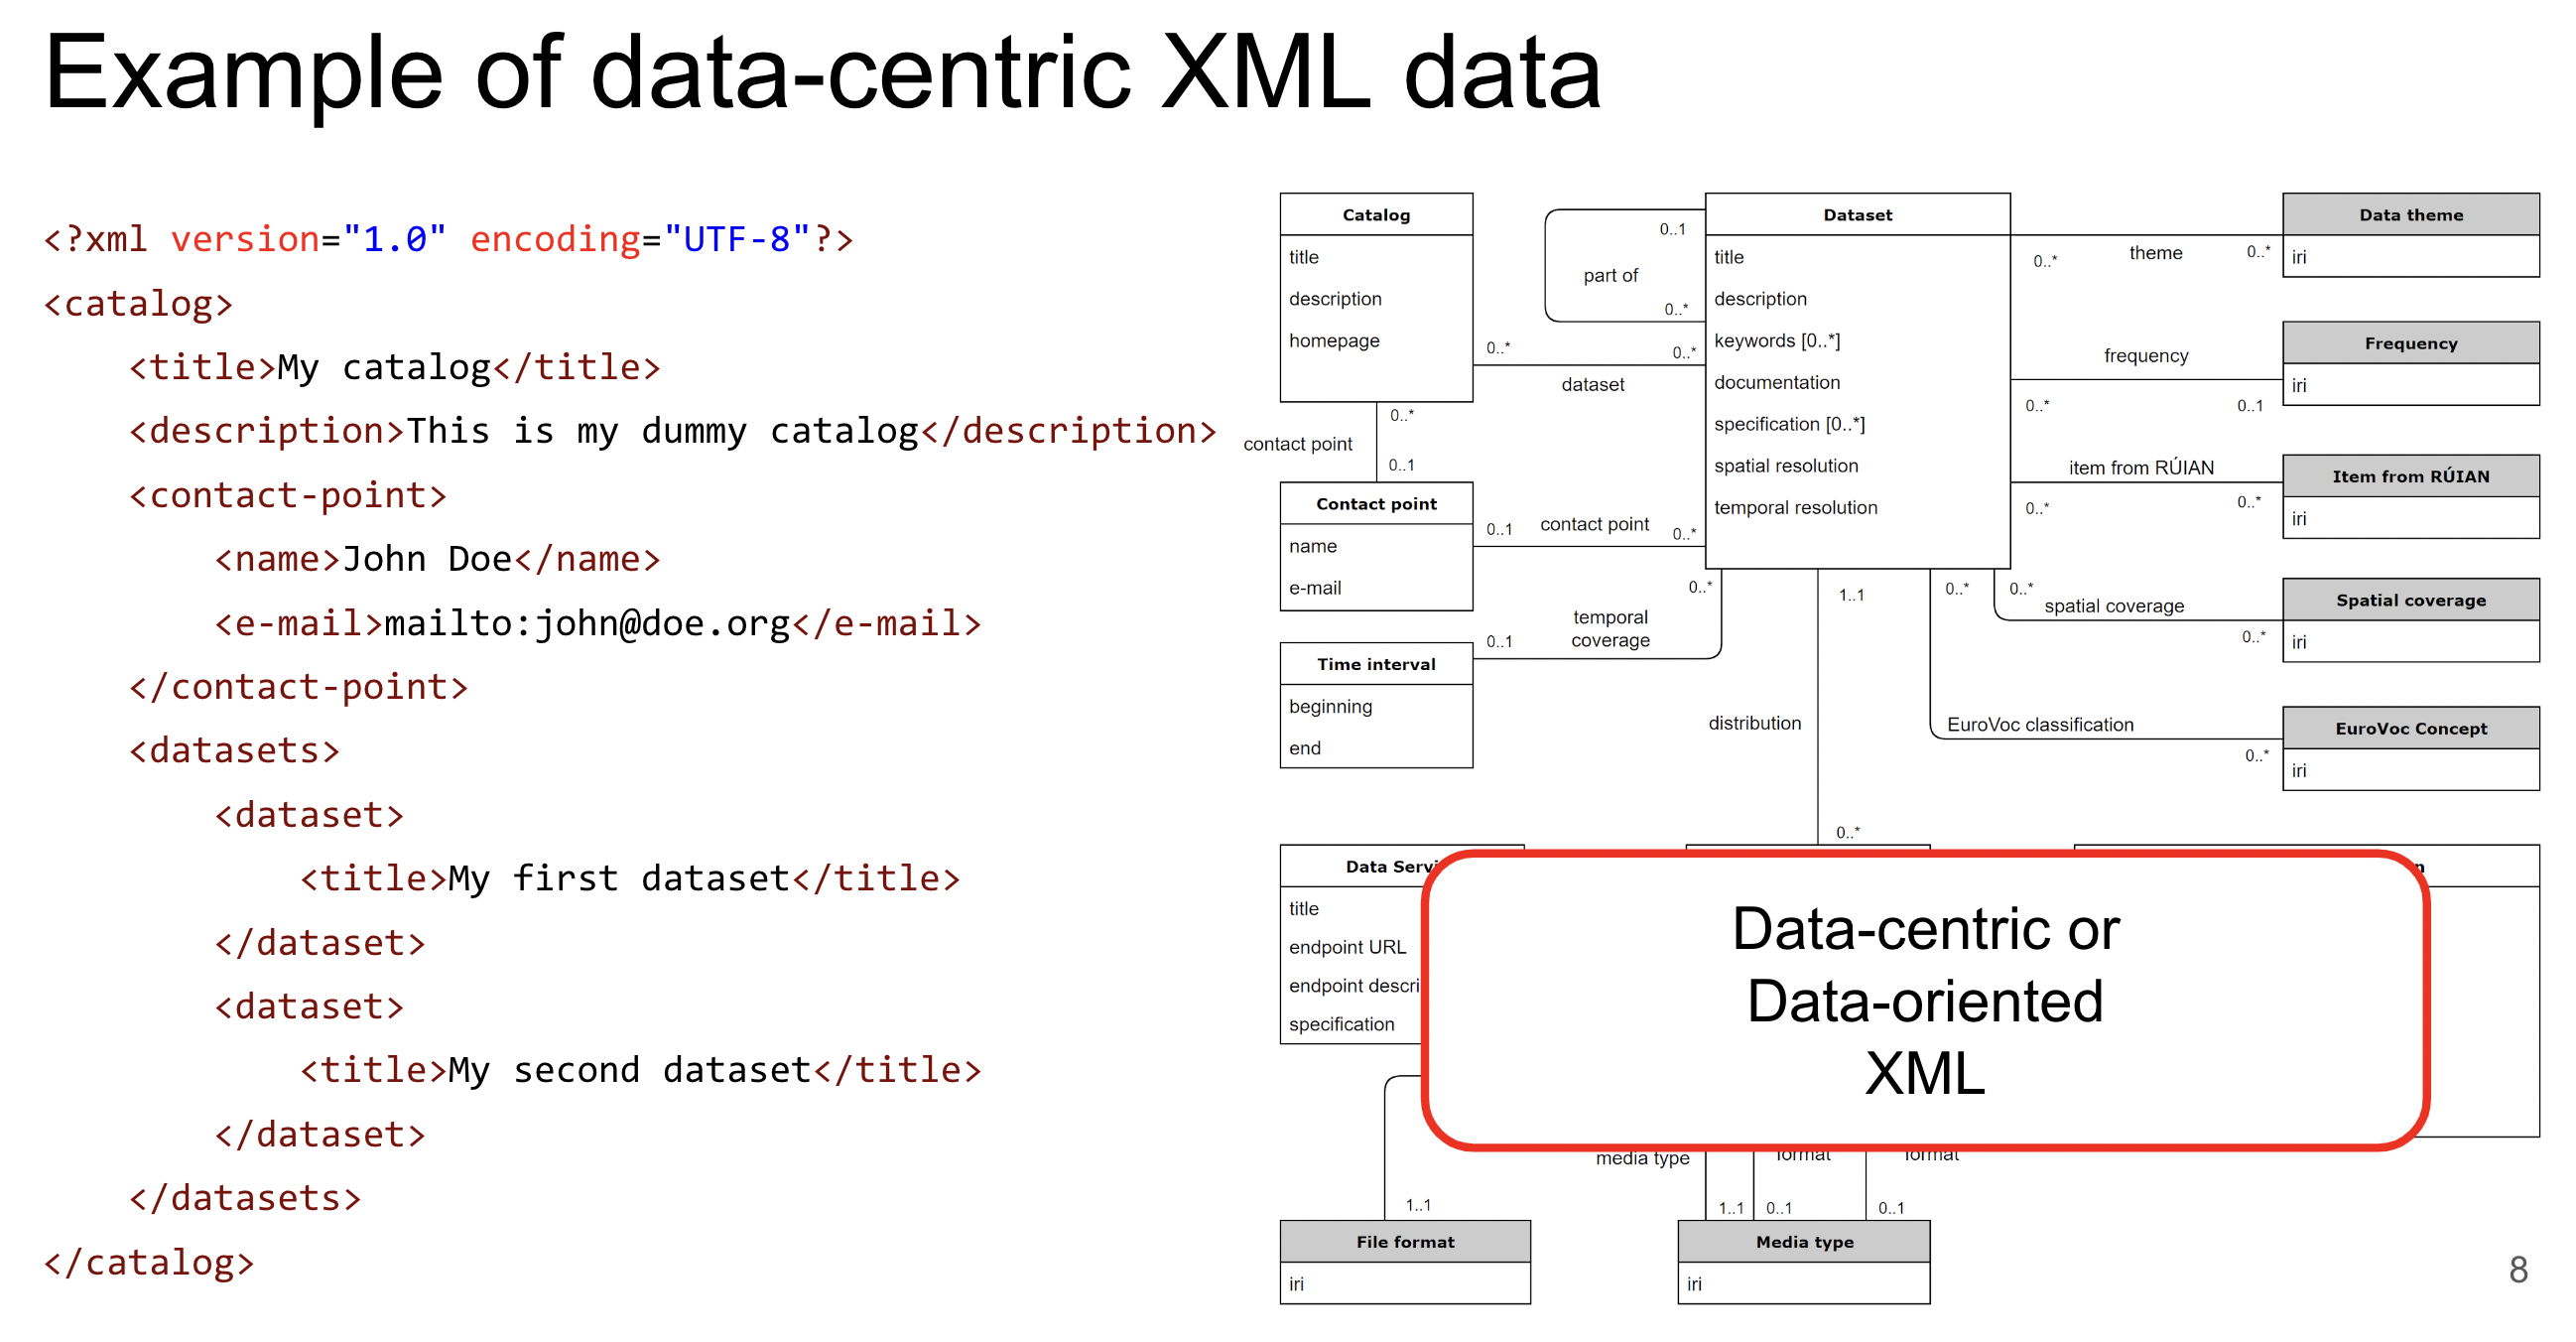 Example of data-centric XML data
<?xml version="1.0" encoding="UTF-8"?>
<catalog>
<title>My catalog</title>
<description>This is my dummy catalog</description>
<contact-point>
<name>John Doe</name>
<e-mail>mailto:john@doe.org</e-mail>
</contact-point>
<datasets>
<dataset>
<title>My first dataset</title>
</dataset>
<dataset>
<title>My second dataset</title>
</dataset>
</datasets>
</catalog>
Catalog
title
description
homepage
0..*
contact point
0..1
Contact point
name
e-mail
Time interval
beginning
end
0..1
part of
0..*
0..*
0..*
dataset
0..1
contact point
0..*
0..*
temporal
coverage
0..1
Dataset
title
description
keywords [0..*]
documentation
specification [0..*]
spatial resolution
temporal resolution
0..*
theme
0..*
Data theme
iri
frequency
0..*
0..1
Frequency
iri
item from RÚIAN
0..*
0..*
Item from RÚIAN
iri
0..*
spatial coverage
0..*
Spatial coverage
iri
0..*
EuroVoc classification
0..*
EuroVoc Concept
iri
1..1
distribution
0..*
Data Servi
title
endpoint URL
endpoint descri
specification
Data-centric or
Data-oriented
XML
media type
format
format
1..1
1..1
0..1
0..1
File format
iri
Media type
iri
8